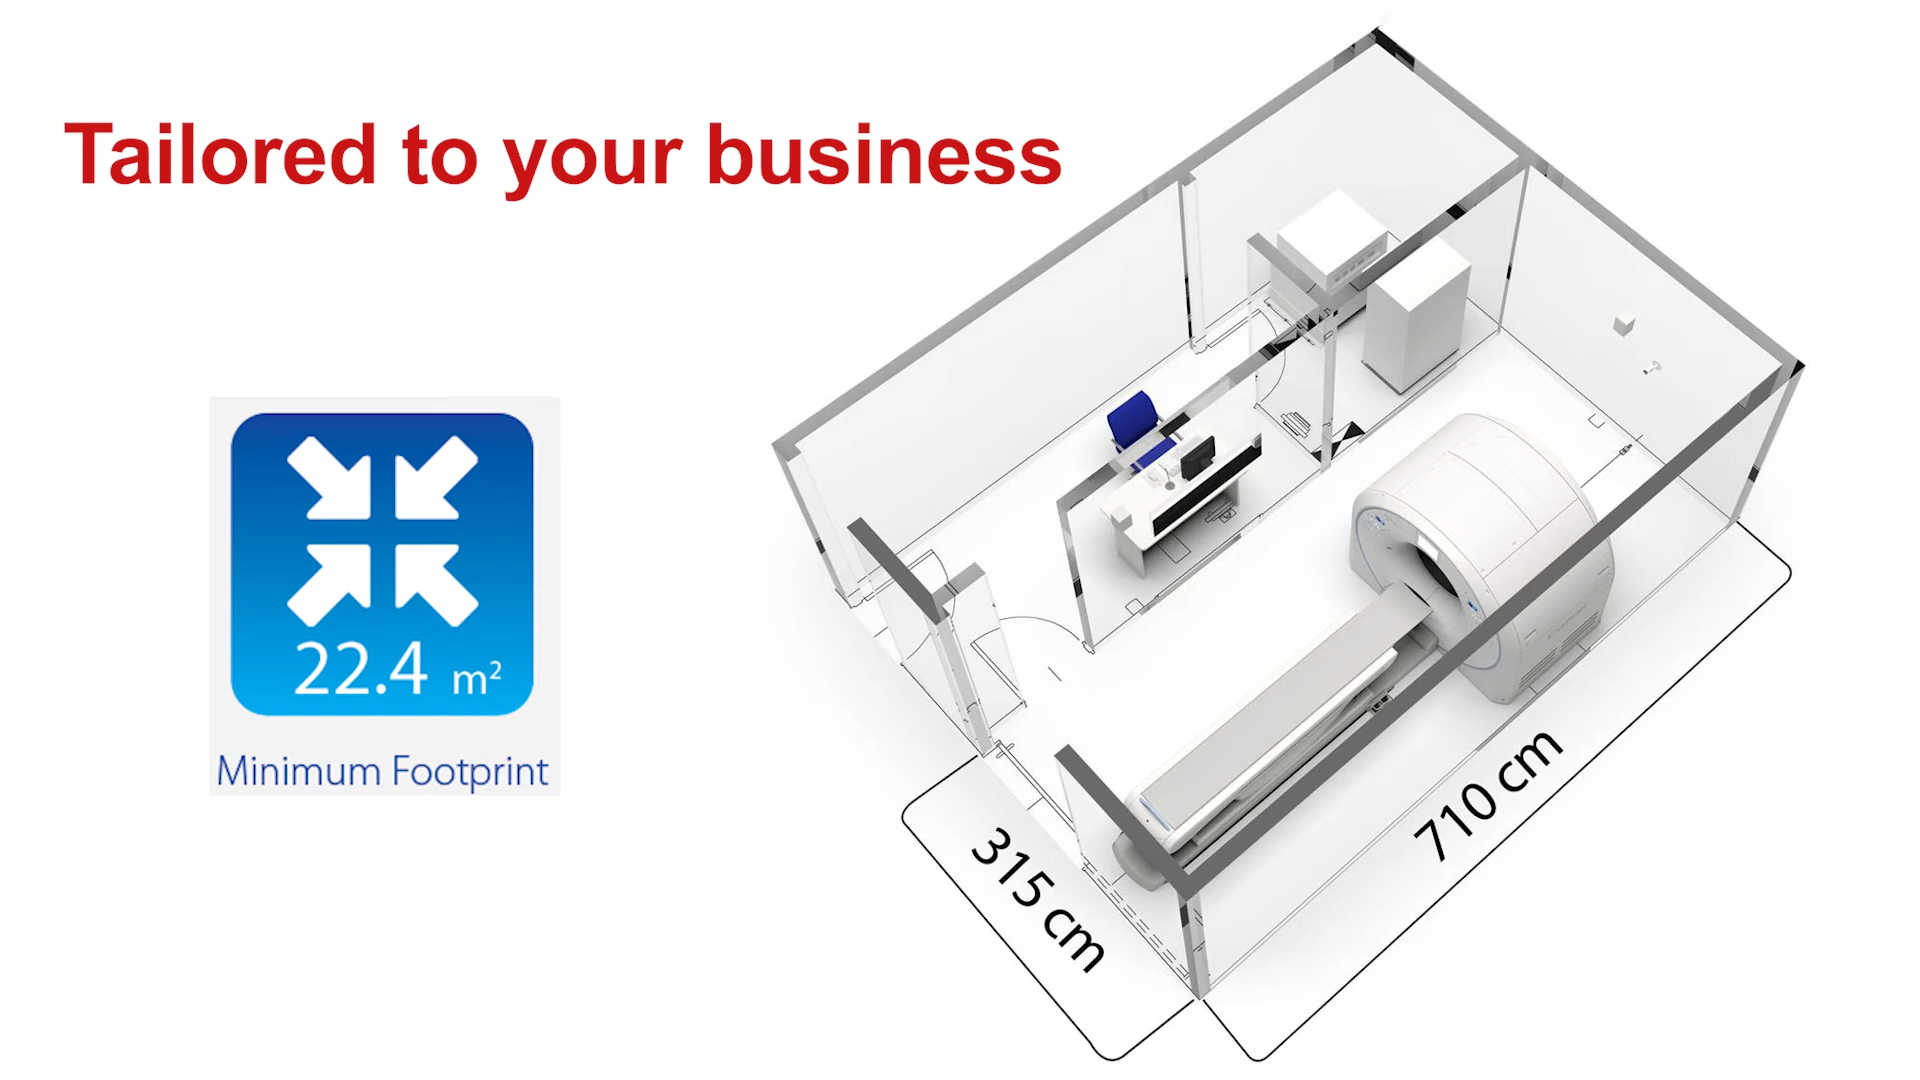 Tailored to your business
22.4 m²
Minimum Footprint
315 cm
710 cm